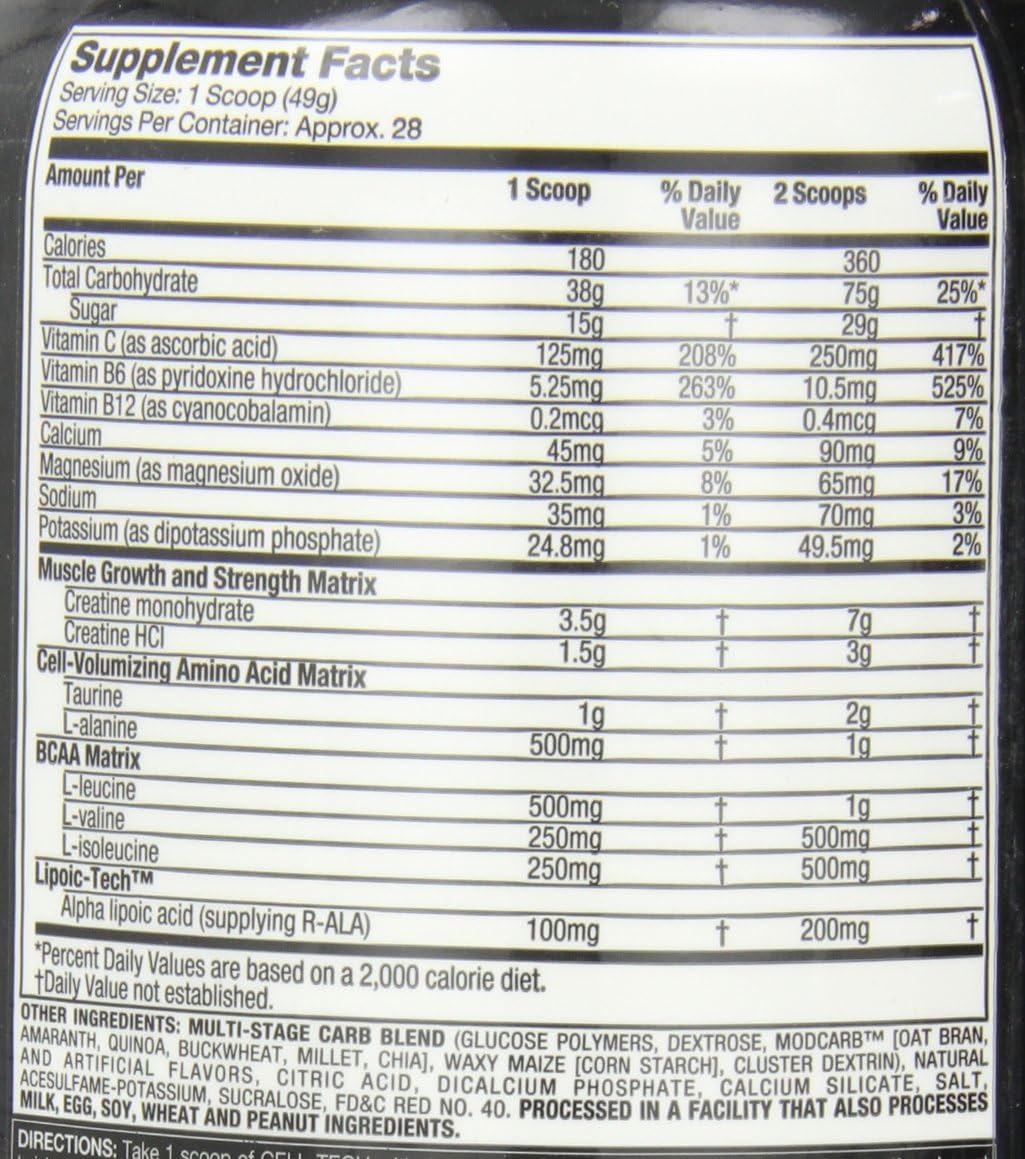 Supplement Facts
Serving Size: 1 Scoop (49g)
Servings Per Container: Approx. 28
Amount Per 1 Scoop % Daily Value 2 Scoops % Daily Value
Calories 180 360
Total Carbohydrate 38g 13%* 75g 25%*
Sugar 15g † 29g †
Vitamin C (as ascorbic acid) 125mg 208% 250mg 417%
Vitamin B6 (as pyridoxine hydrochloride) 5.25mg 263% 10.5mg 525%
Vitamin B12 (as cyanocobalamin) 0.2mcg 3% 0.4mcg 7%
Calcium 45mg 5% 90mg 9%
Magnesium (as magnesium oxide) 32.5mg 8% 65mg 17%
Sodium 35mg 1% 70mg 3%
Potassium (as dipotassium phosphate) 24.8mg 1% 49.5mg 2%
Muscle Growth and Strength Matrix
Creatine monohydrate 3.5g † 7g †
Creatine HCl 1.5g † 3g †
Cell-Volumizing Amino Acid Matrix
Taurine 1g † 2g †
L-alanine 500mg † 1g †
BCAA Matrix
L-leucine 500mg † 1g †
L-valine 250mg † 500mg †
L-isoleucine 250mg † 500mg †
Lipoic-Tech™
Alpha lipoic acid (supplying R-ALA) 100mg † 200mg †
*Percent Daily Values are based on a 2,000 calorie diet.
†Daily Value not established.
OTHER INGREDIENTS: MULTI-STAGE CARB BLEND (GLUCOSE POLYMERS, DEXTROSE, MODCARB™ [OAT BRAN,
AMARANTH, QUINOA, BUCKWHEAT, MILLET, CHIA], WAXY MAIZE [CORN STARCH], CLUSTER DEXTRIN), NATURAL
AND ARTIFICIAL FLAVORS, CITRIC ACID, DICALCIUM PHOSPHATE, CALCIUM SILICATE, SALT,
ACESULFAME-POTASSIUM, SUCRALOSE, FD&C RED NO. 40. PROCESSED IN A FACILITY THAT ALSO PROCESSES
MILK, EGG, SOY, WHEAT AND PEANUT INGREDIENTS.
DIRECTIONS: Take 1 scoop of CELL-TECH